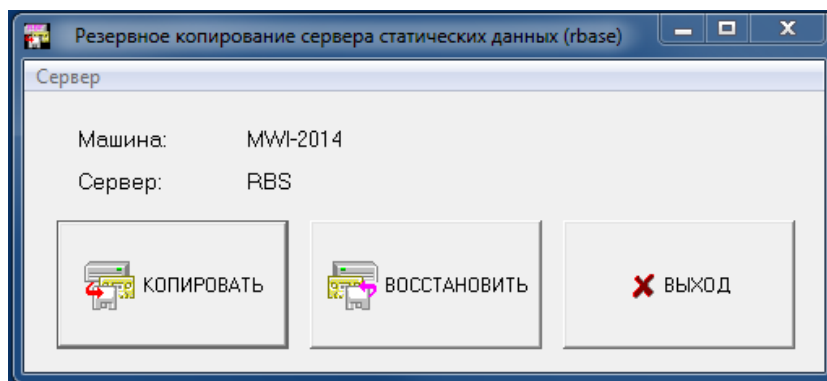 Резервное копирование сервера статических данных (rbase)
Сервер
Машина: MWI-2014
Сервер: RBS
КОПИРОВАТЬ ВОССТАНОВИТЬ ВЫХОД